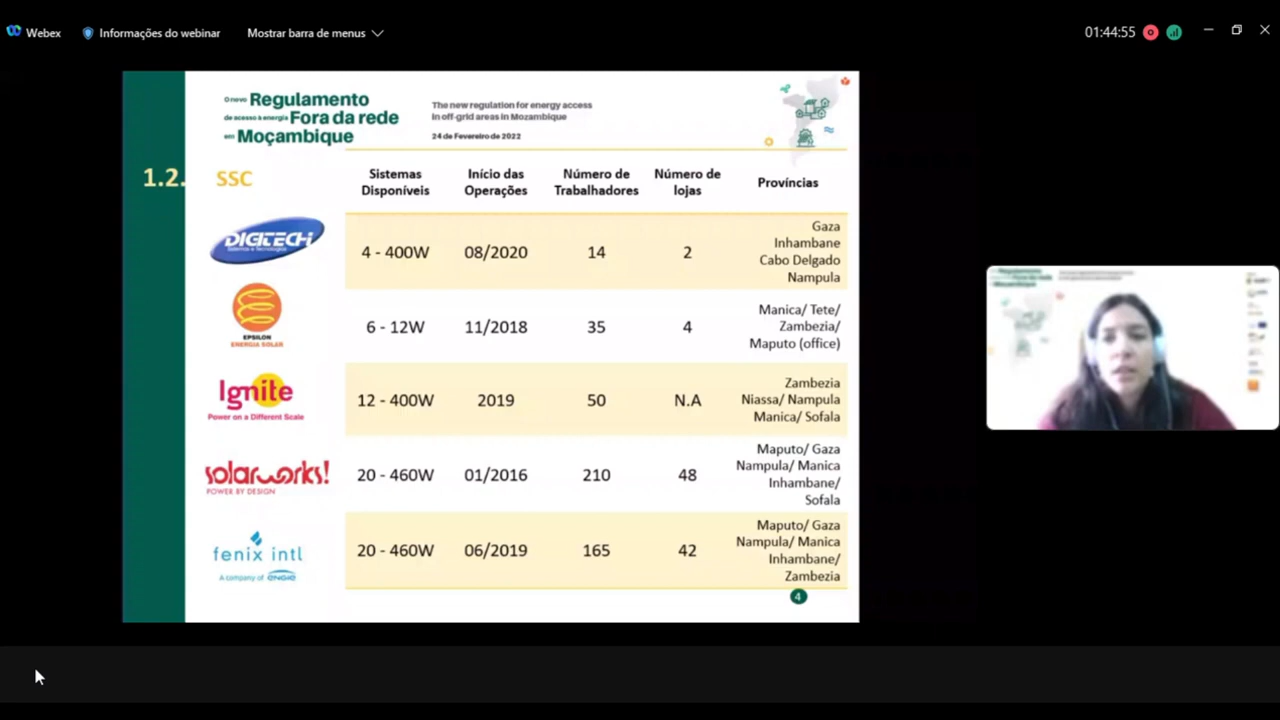 Webex
Informações do webinar
Mostrar barra de menus
01:44:55
O novo Regulamento
de acesso à energia Fora da rede
em Moçambique
The new regulation for energy access
in off-grid areas in Mozambique
24 de Fevereiro de 2022
1.2. SSC
Sistemas Disponíveis
Início das Operações
Número de Trabalhadores
Número de lojas
Províncias
DIGITECH
Sistemas e Tecnologias
4 - 400W 08/2020 14 2
Gaza
Inhambane
Cabo Delgado
Nampula
EPSILON
ENERGIA SOLAR
6 - 12W 11/2018 35 4
Manica/ Tete/
Zambezia/
Maputo (office)
Ignite
Power on a Different Scale
12 - 400W 2019 50 N.A
Zambezia
Niassa/ Nampula
Manica/ Sofala
solarworks!
POWER BY DESIGN
20 - 460W 01/2016 210 48
Maputo/ Gaza
Nampula/ Manica
Inhambane/
Sofala
fenix intl
A company of ENGIE
20 - 460W 06/2019 165 42
Maputo/ Gaza
Nampula/ Manica
Inhambane/
Zambezia
4